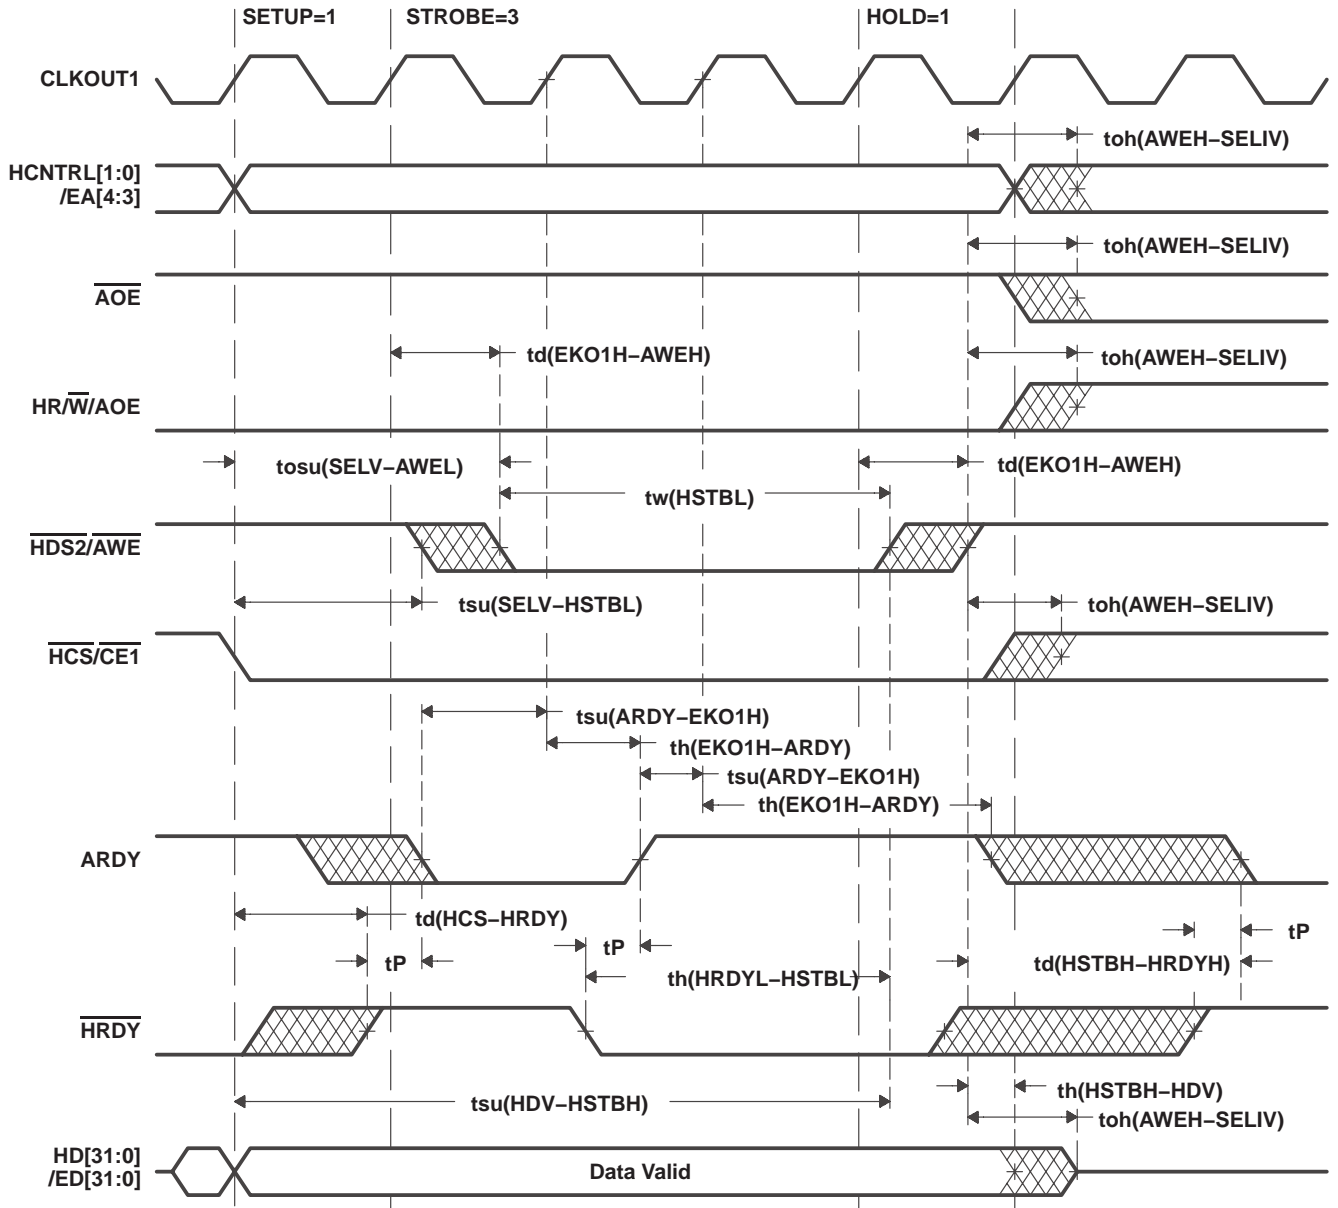 SETUP=1 STROBE=3 HOLD=1
CLKOUT1
toh(AWEH−SELIV)
HCNTRL[1:0]
/EA[4:3]
toh(AWEH−SELIV)
AOE
td(EKO1H−AWEH) toh(AWEH−SELIV)
HR/W/AOE
tosu(SELV−AWEL) td(EKO1H−AWEH)
tw(HSTBL)
HDS2/AWE
tsu(SELV−HSTBL) toh(AWEH−SELIV)
HCS/CE1
tsu(ARDY−EKO1H)
th(EKO1H−ARDY)
tsu(ARDY−EKO1H)
th(EKO1H−ARDY)
ARDY
td(HCS−HRDY)
tP tP tP
th(HRDYL−HSTBL) td(HSTBH−HRDYH)
HRDY
tsu(HDV−HSTBH) th(HSTBH−HDV)
toh(AWEH−SELIV)
HD[31:0]
/ED[31:0]
Data Valid